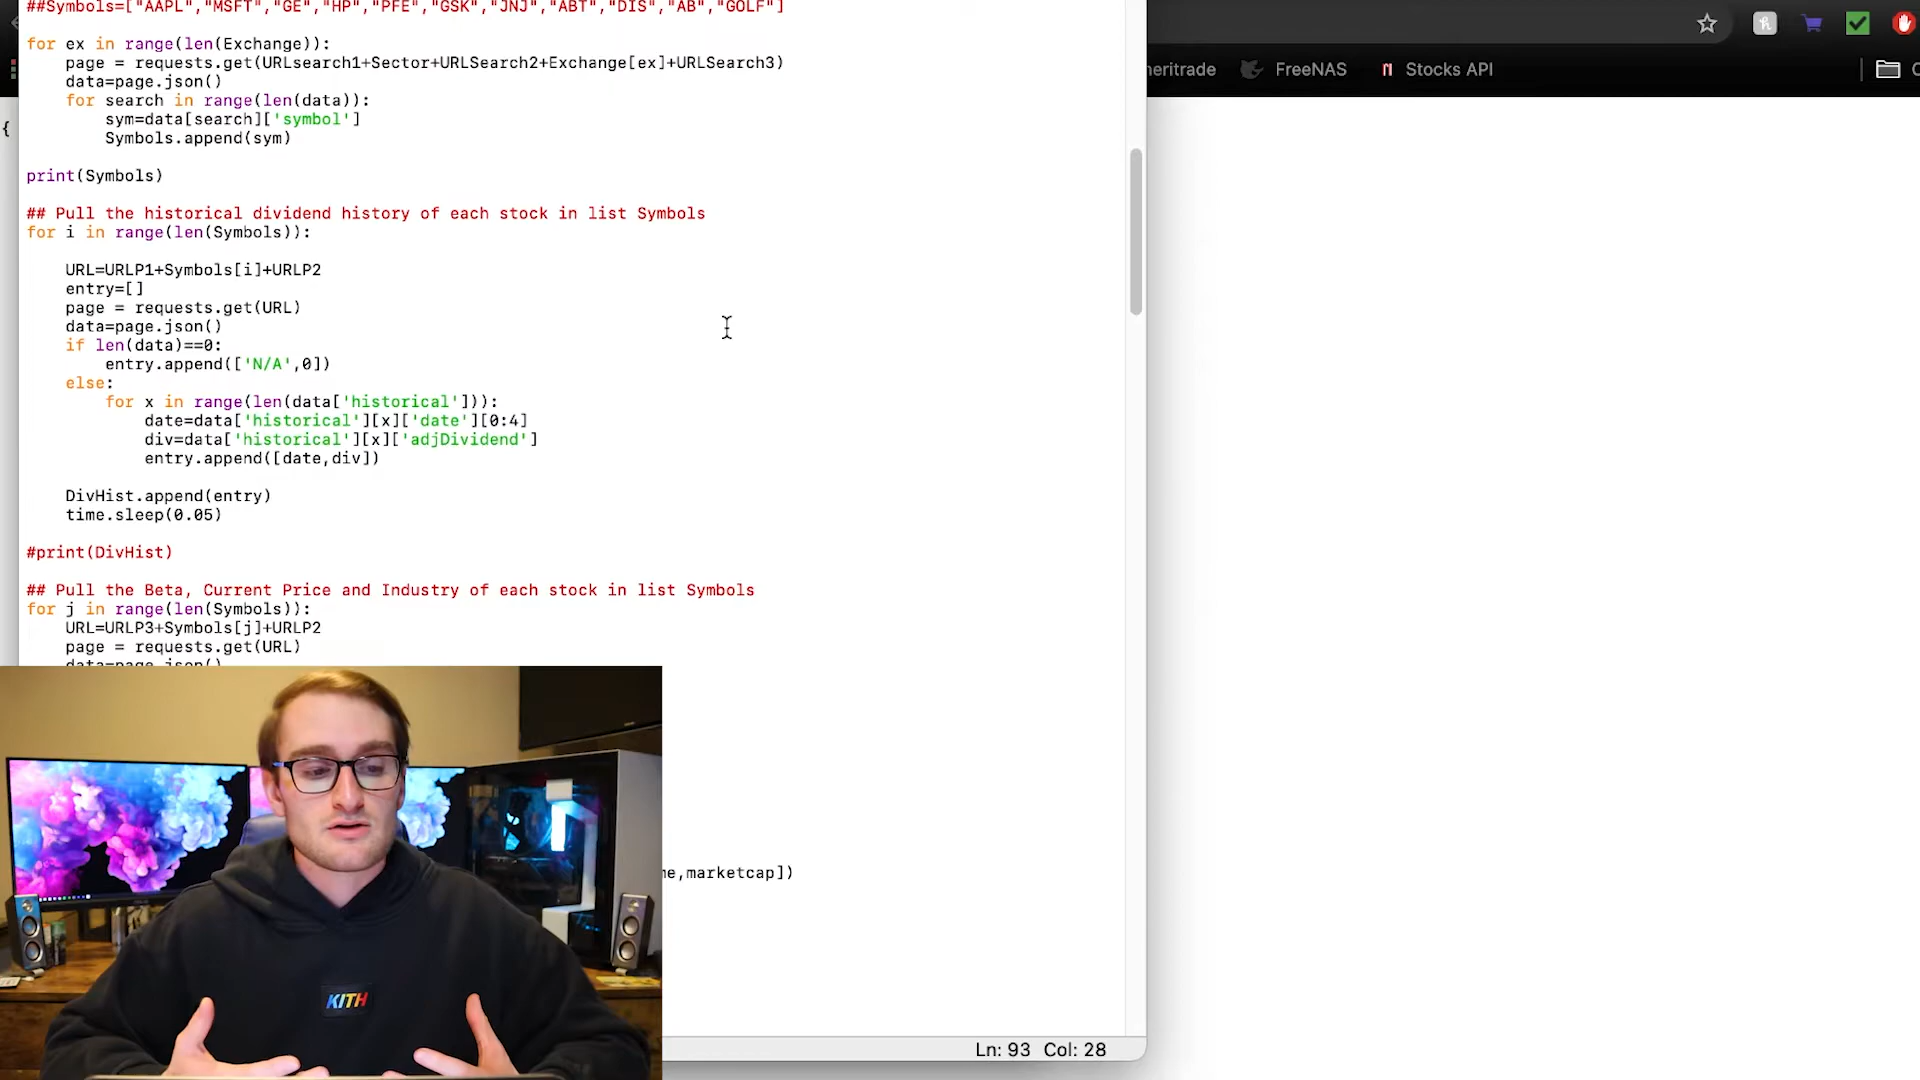 ##Symbols=["AAPL","MSFT","GE","HP","PFE","GSK","JNJ","ABT","DIS","AB","GOLF"]
for ex in range(len(Exchange)):
page = requests.get(URLsearch1+Sector+URLSearch2+Exchange[ex]+URLSearch3)
data=page.json()
for search in range(len(data)):
sym=data[search]['symbol']
Symbols.append(sym)
print(Symbols)
## Pull the historical dividend history of each stock in list Symbols
for i in range(len(Symbols)):
URL=URLP1+Symbols[i]+URLP2
entry=[]
page = requests.get(URL)
data=page.json()
if len(data)==0:
entry.append(['N/A',0])
else:
for x in range(len(data['historical'])):
date=data['historical'][x]['date'][0:4]
div=data['historical'][x]['adjDividend']
entry.append([date,div])
DivHist.append(entry)
time.sleep(0.05)
#print(DivHist)
## Pull the Beta, Current Price and Industry of each stock in list Symbols
for j in range(len(Symbols)):
URL=URLP3+Symbols[j]+URLP2
page = requests.get(URL)
data=page.json()
me,marketcap])
Ln: 93 Col: 28
{
neritrade FreeNAS Stocks API
KITH